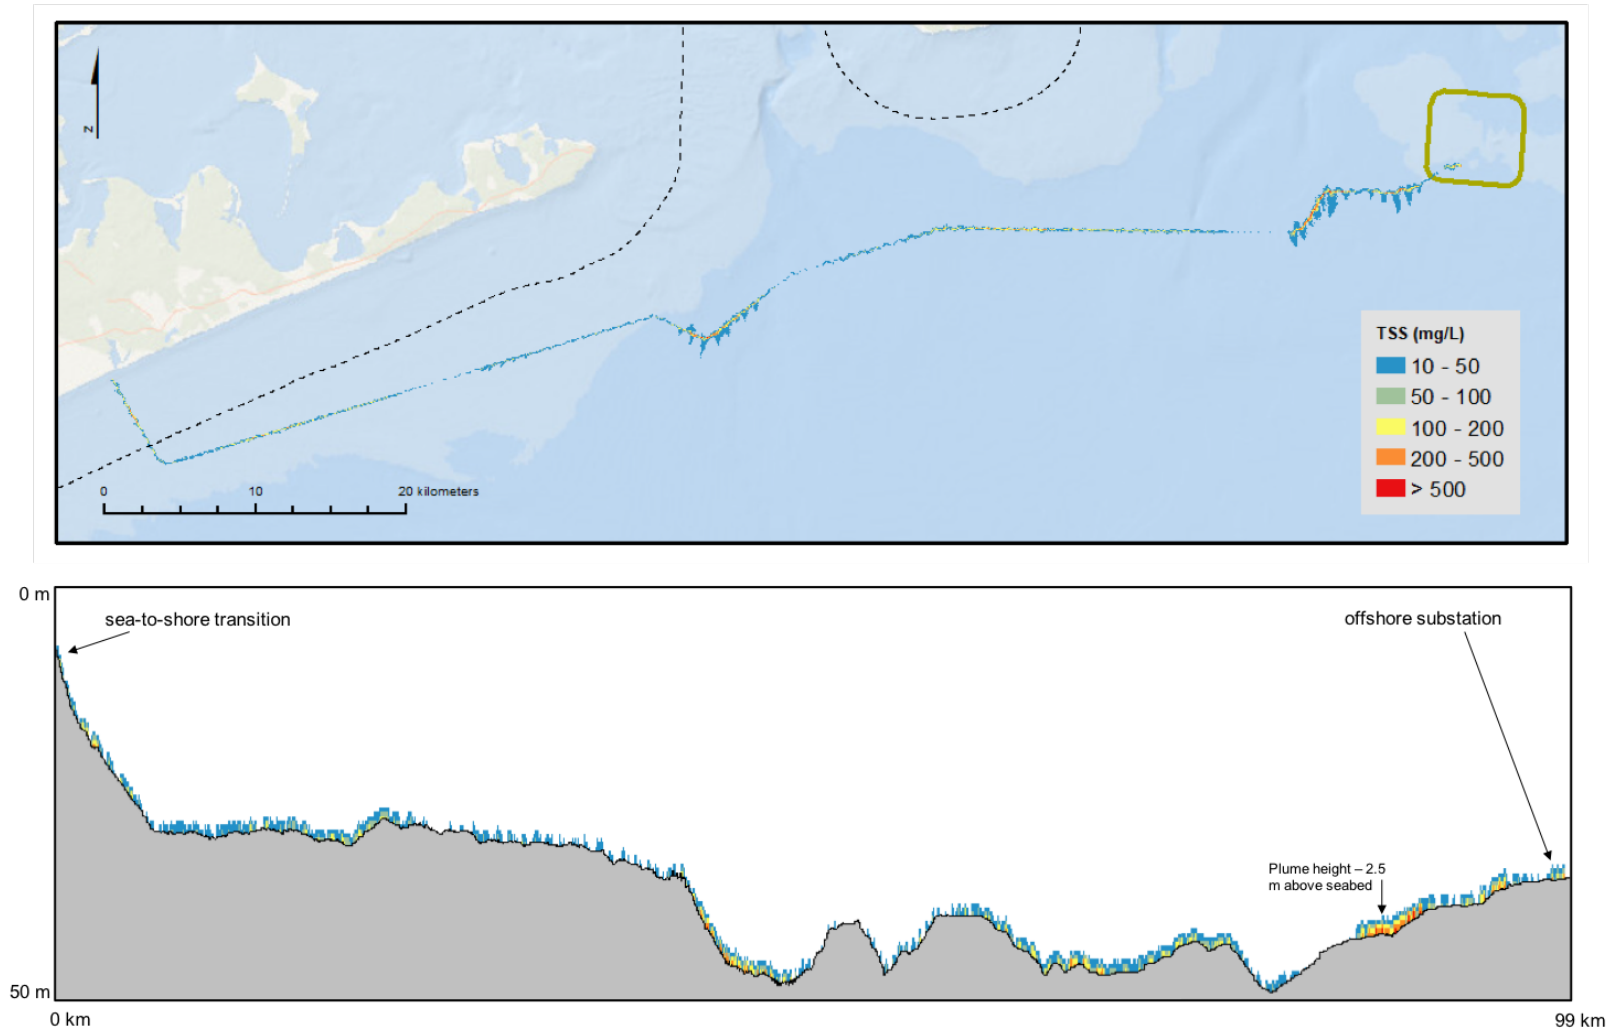 N
TSS (mg/L)
10 - 50
50 - 100
100 - 200
200 - 500
> 500
0 10 20 kilometers
0 m
sea-to-shore transition
offshore substation
Plume height – 2.5
m above seabed
50 m
0 km
99 km